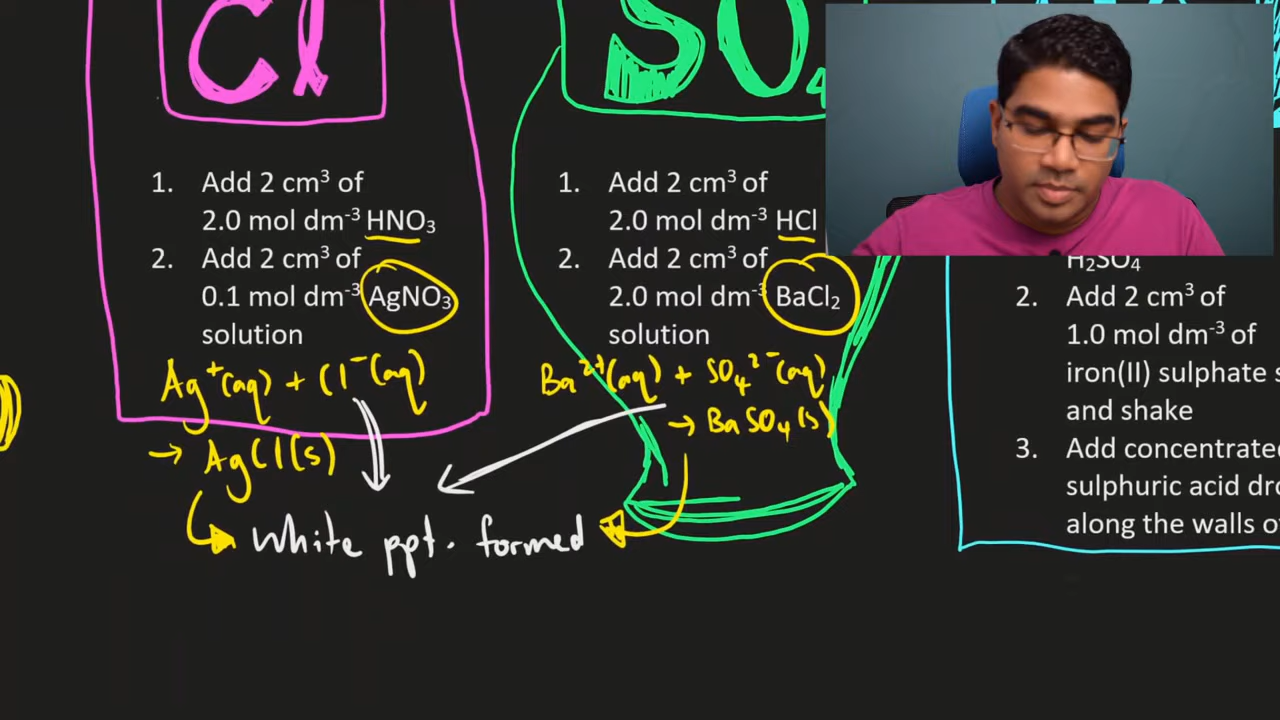 Cl
SO₄
1. Add 2 cm³ of
2.0 mol dm⁻³ HNO₃
2. Add 2 cm³ of
0.1 mol dm⁻³ AgNO₃
solution
Ag⁺(aq) + Cl⁻(aq)
→ AgCl(s)
1. Add 2 cm³ of
2.0 mol dm⁻³ HCl
2. Add 2 cm³ of
2.0 mol dm⁻³ BaCl₂
solution
Ba²⁺(aq) + SO₄²⁻(aq)
→ BaSO₄(s)
White ppt. formed
H₂SO₄
2. Add 2 cm³ of
1.0 mol dm⁻³ of
iron(II) sulphate
and shake
3. Add concentrate
sulphuric acid
along the walls o